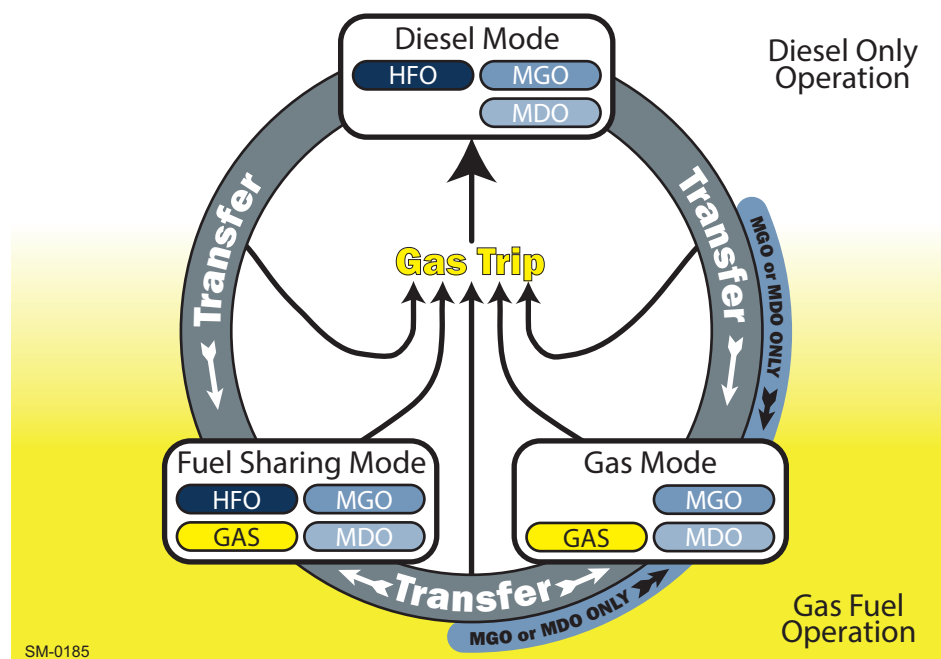 Diesel Mode
HFO
MGO
MDO
Diesel Only
Operation
Transfer
Transfer
MGO or MDO ONLY
Gas Trip
Fuel Sharing Mode
HFO
MGO
GAS
MDO
Gas Mode
MGO
GAS
MDO
Transfer
MGO or MDO ONLY
Gas Fuel
Operation
SM-0185